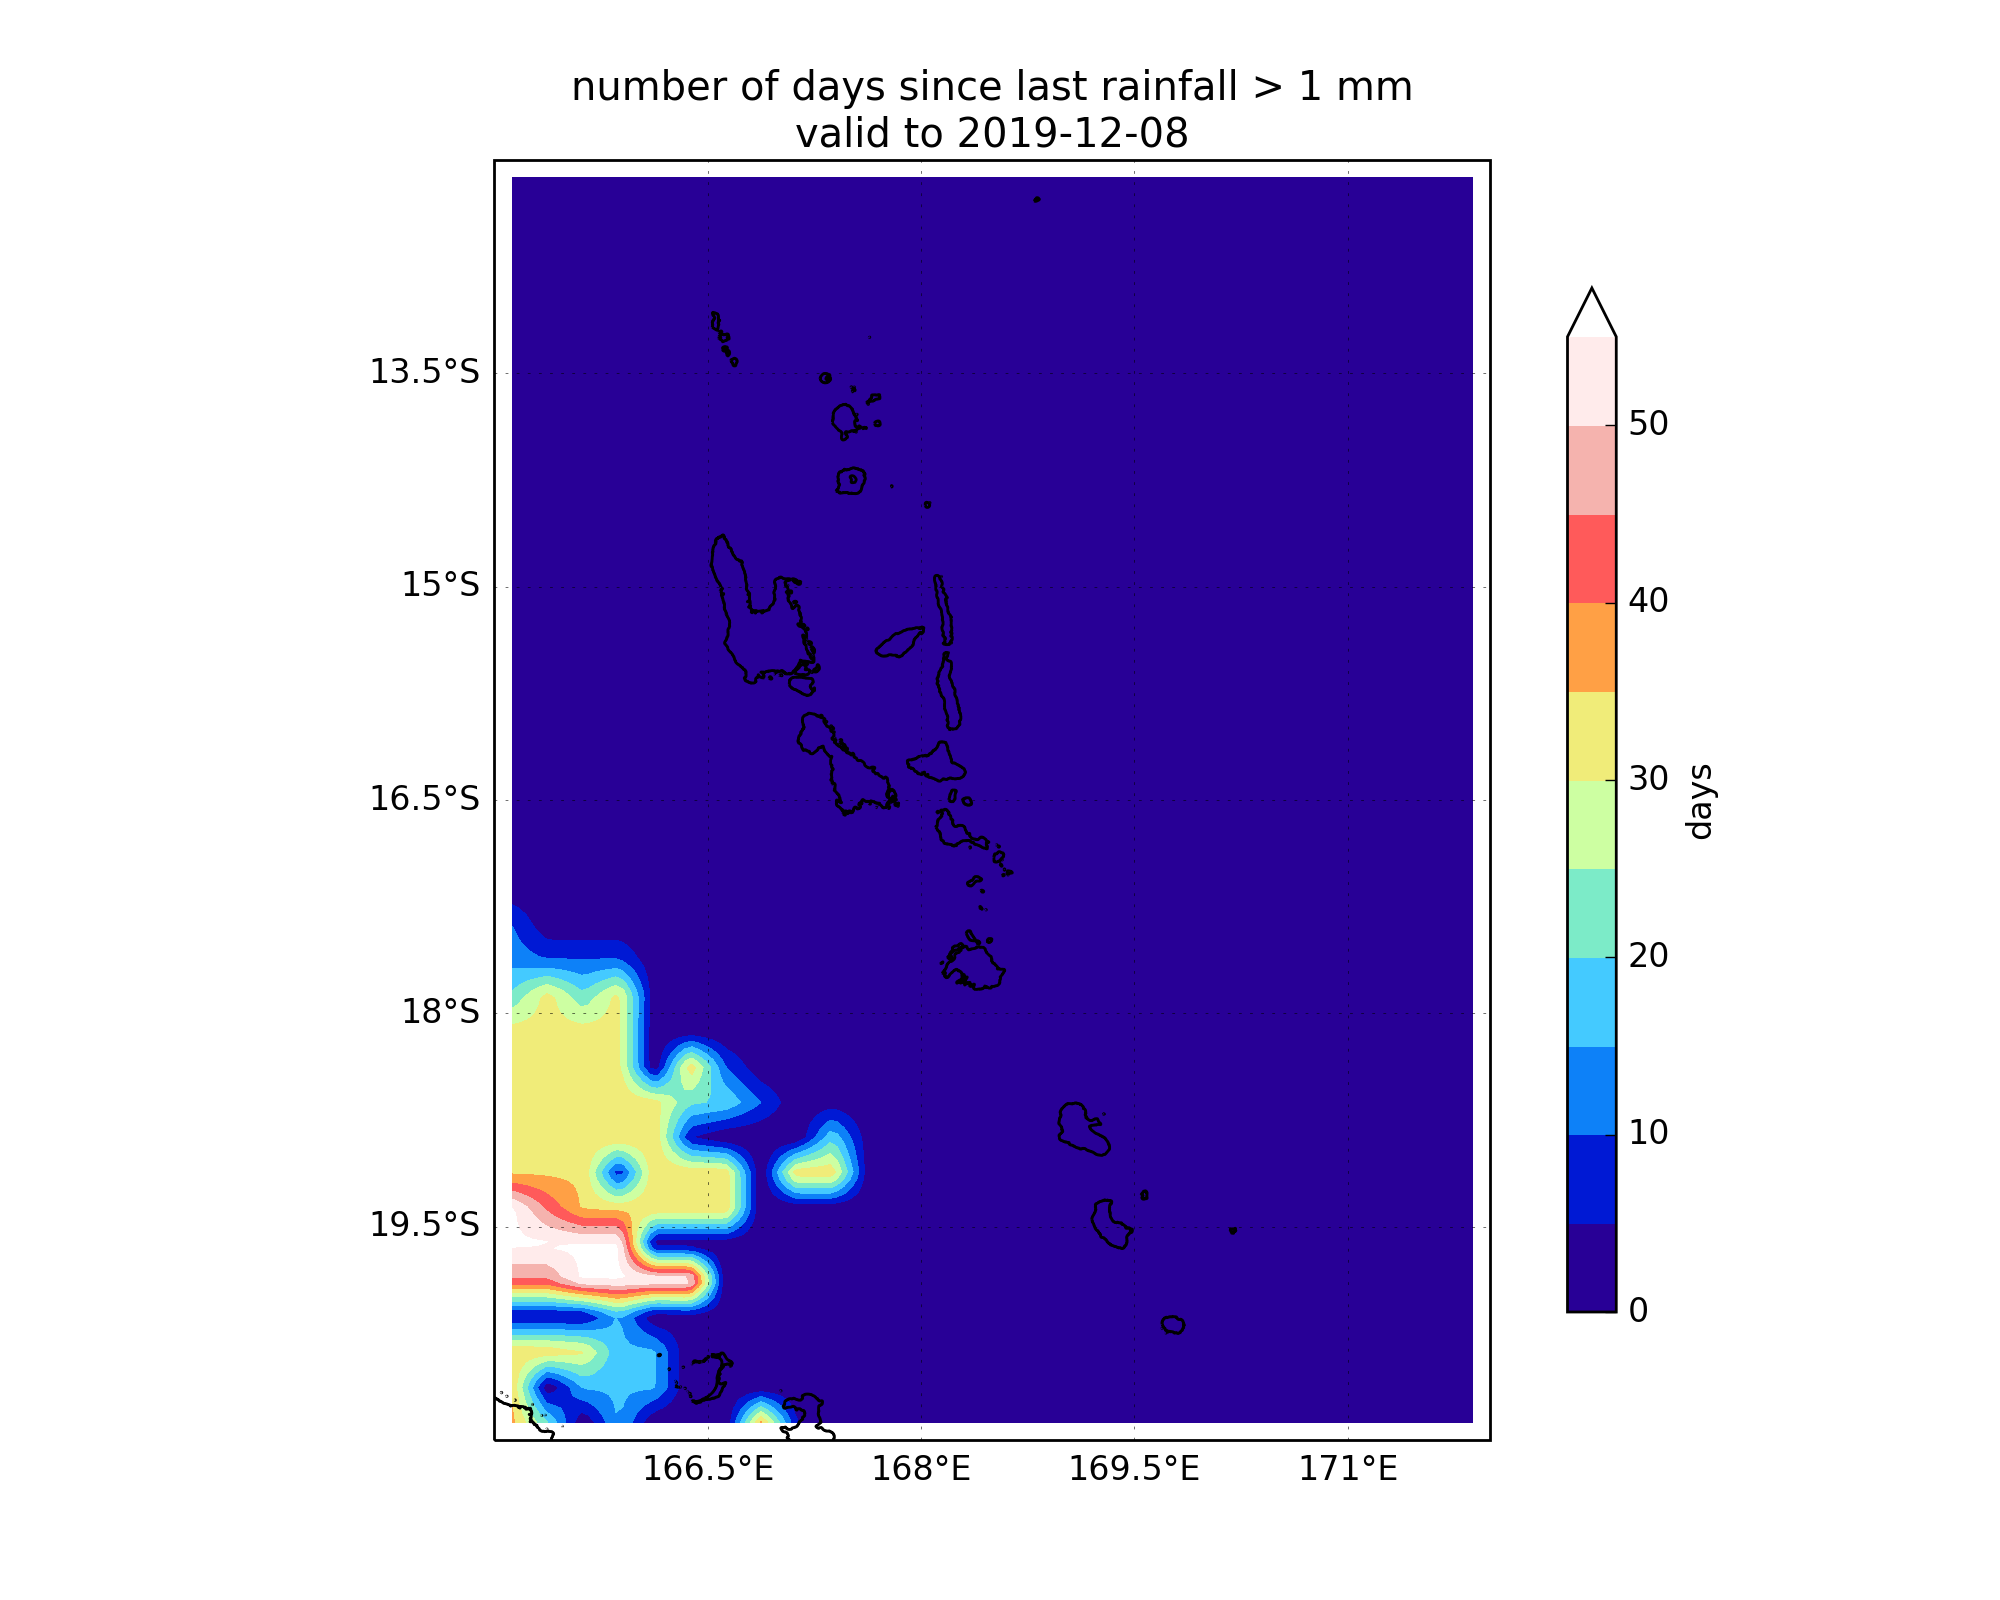 number of days since last rainfall > 1 mm
valid to 2019-12-08
13.5°S
15°S
16.5°S
18°S
19.5°S
166.5°E
168°E
169.5°E
171°E
50
40
30
20
10
0
days